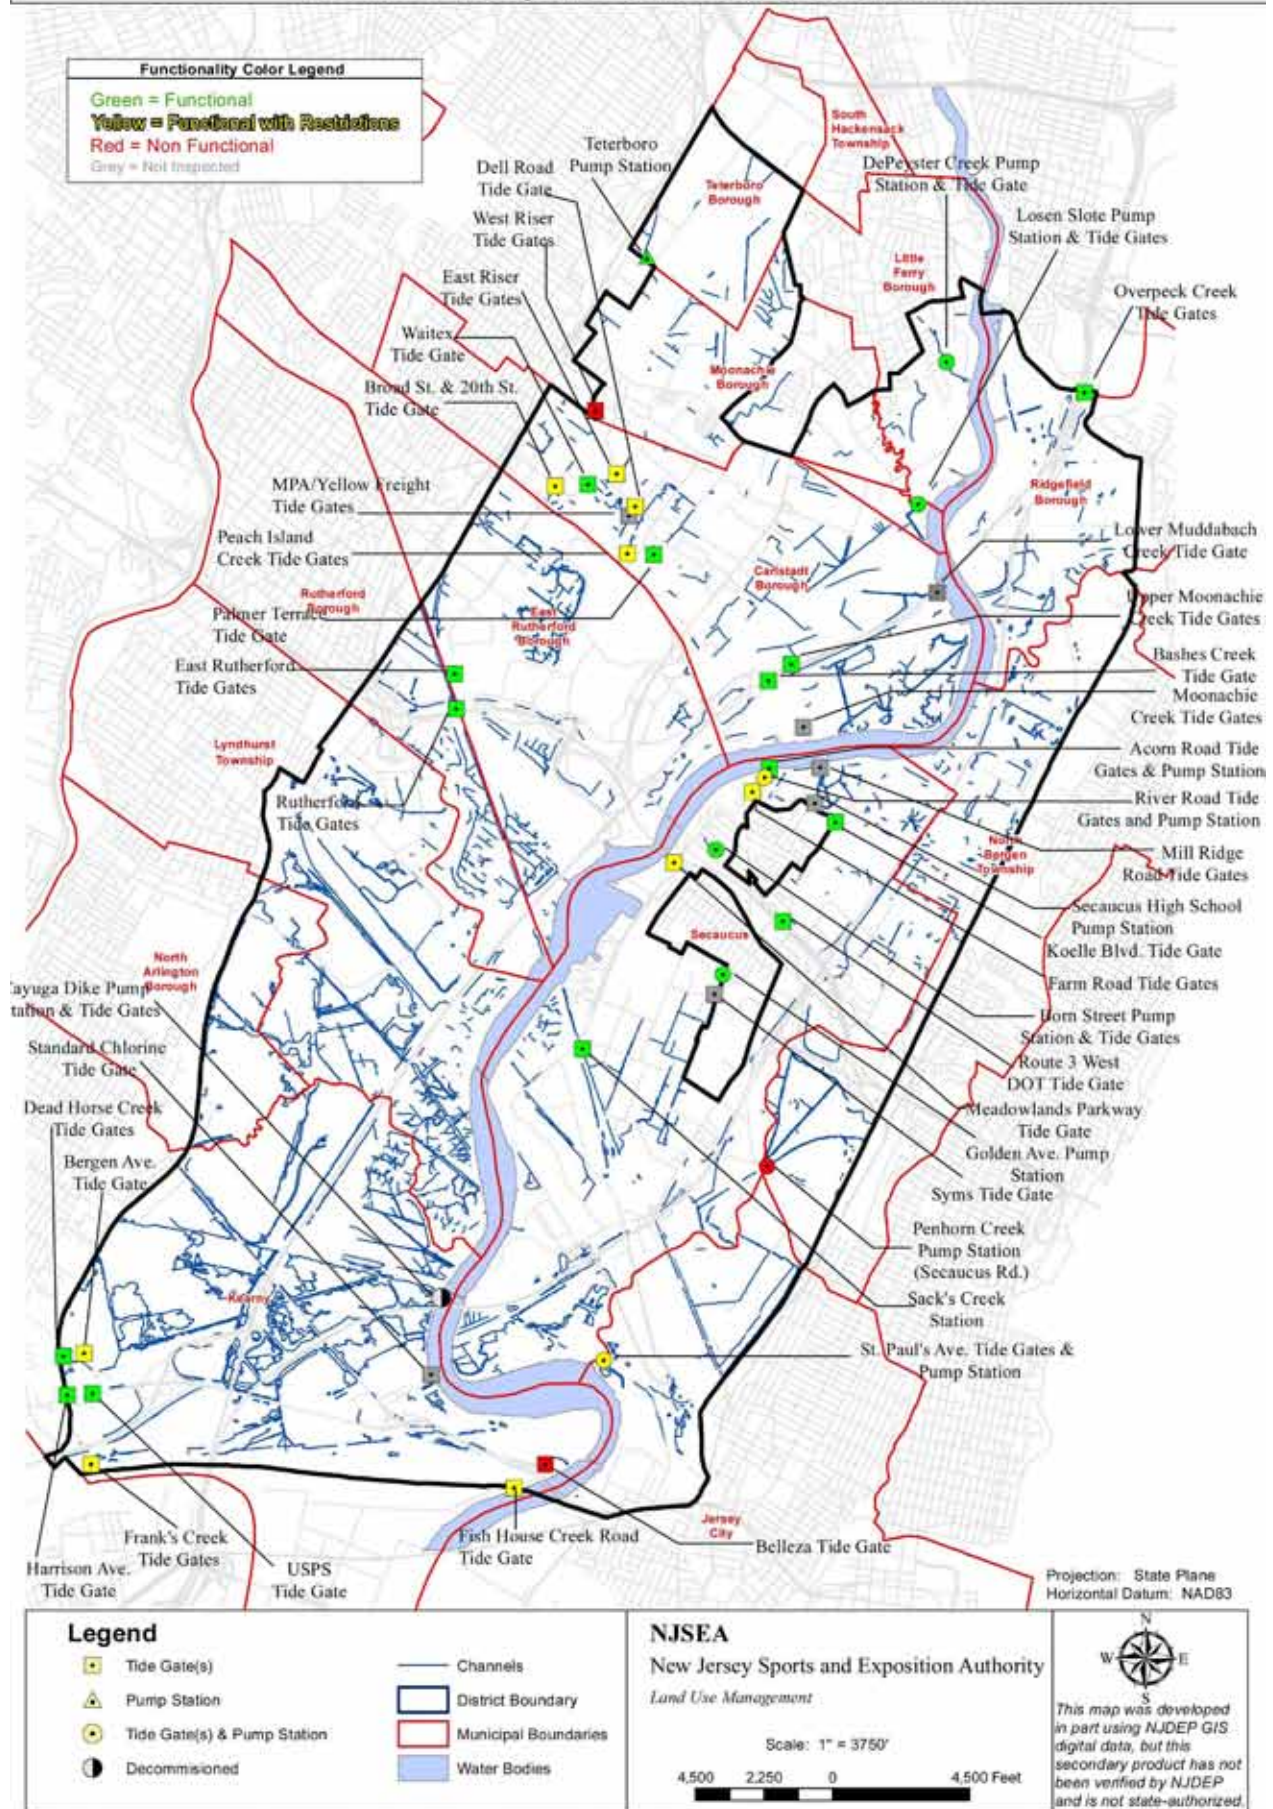 Functionality Color Legend
Green = Functional
Yellow = Functional with Restrictions
Red = Non Functional
Grey = Not Inspected
South
Hackensack
Township
Teterboro
Pump Station
DePeyster Creek Pump
Station & Tide Gate
Dell Road
Tide Gate
Teterboro
Borough
West Riser
Tide Gates
Losen Slote Pump
Station & Tide Gates
East Riser
Tide Gates
Little
Ferry
Borough
Overpeck Creek
Tide Gates
Waitex
Tide Gate
Moonachie
Borough
Broad St. & 20th St.
Tide Gate
MPA/Yellow Freight
Tide Gates
Ridgefield
Borough
Peach Island
Creek Tide Gates
Lower Muddabach
Creek Tide Gate
Carlstadt
Borough
Rutherford
Borough
Palmer Terrace
Tide Gate
East
Rutherford
Borough
Upper Moonachie
Creek Tide Gates
East Rutherford
Tide Gates
Bashes Creek
Tide Gate
Moonachie
Creek Tide Gates
Lyndhurst
Township
Acorn Road Tide
Gates & Pump Station
Rutherford
Tide Gates
River Road Tide
Gates and Pump Station
North
Bergen
Township
Mill Ridge
Road Tide Gates
Secaucus High School
Pump Station
Secaucus
Koelle Blvd. Tide Gate
North
Arlington
Borough
Farm Road Tide Gates
ayuga Dike Pump
tation & Tide Gates
Born Street Pump
Station & Tide Gates
Standard Chlorine
Tide Gate
Route 3 West
DOT Tide Gate
Dead Horse Creek
Tide Gates
Meadowlands Parkway
Tide Gate
Bergen Ave.
Tide Gate
Golden Ave. Pump
Station
Syms Tide Gate
Penhorn Creek
Pump Station
(Secaucus Rd.)
Kearny
Sack's Creek
Station
St. Paul's Ave. Tide Gates &
Pump Station
Jersey
City
Frank's Creek
Tide Gates
Fish House Creek Road
Tide Gate
Belleza Tide Gate
Harrison Ave.
Tide Gate
USPS
Tide Gate
Projection: State Plane
Horizontal Datum: NAD83
Legend
Tide Gate(s)
Pump Station
Tide Gate(s) & Pump Station
Decommisioned
Channels
District Boundary
Municipal Boundaries
Water Bodies
NJSEA
New Jersey Sports and Exposition Authority
Land Use Management
Scale: 1" = 3750'
4,500 2,250 0 4,500 Feet
N
W E
S
This map was developed
in part using NJDEP GIS
digital data, but this
secondary product has not
been verified by NJDEP
and is not state-authorized.